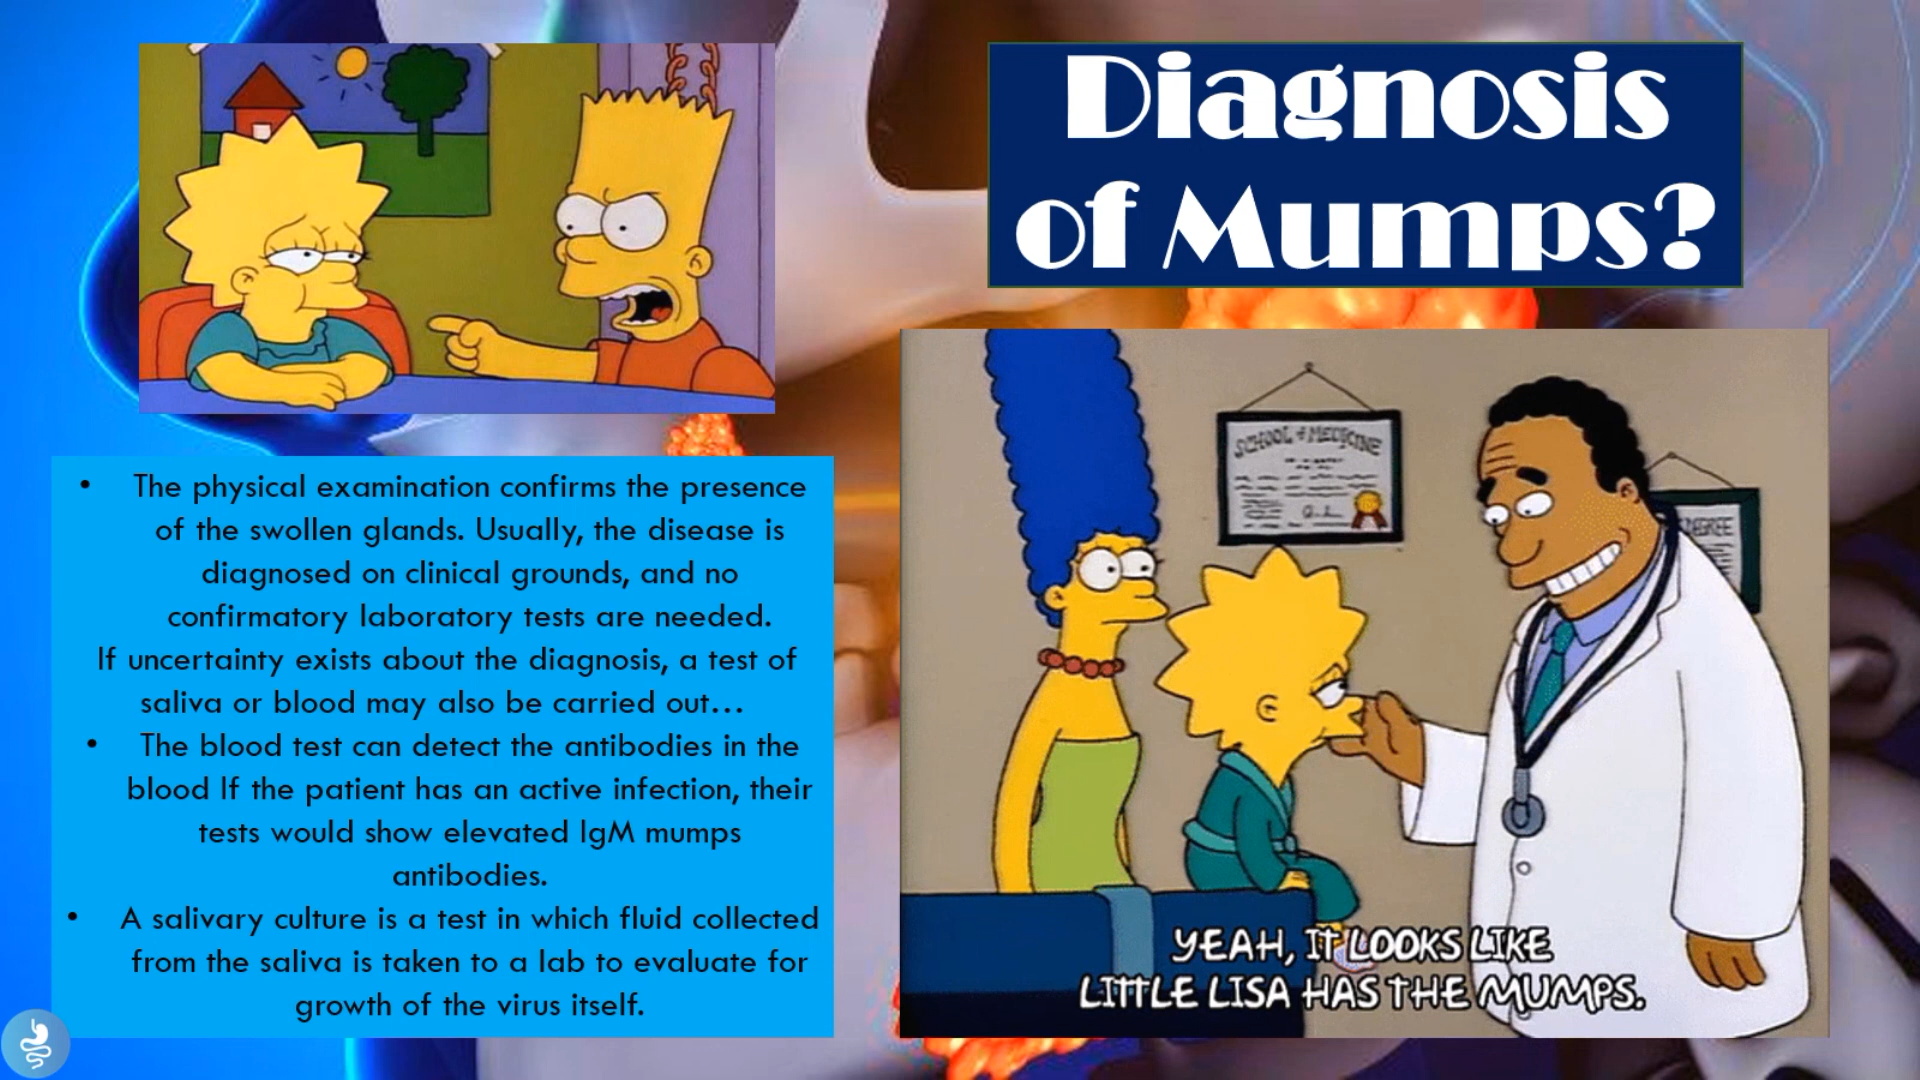 Diagnosis
of Mumps?
• The physical examination confirms the presence
of the swollen glands. Usually, the disease is
diagnosed on clinical grounds, and no
confirmatory laboratory tests are needed.
If uncertainty exists about the diagnosis, a test of
saliva or blood may also be carried out…
• The blood test can detect the antibodies in the
blood If the patient has an active infection, their
tests would show elevated IgM mumps
antibodies.
• A salivary culture is a test in which fluid collected
from the saliva is taken to a lab to evaluate for
growth of the virus itself.
SCHOOL of MEDICINE
DEGREE
YEAH, IT LOOKS LIKE
LITTLE LISA HAS THE MUMPS.